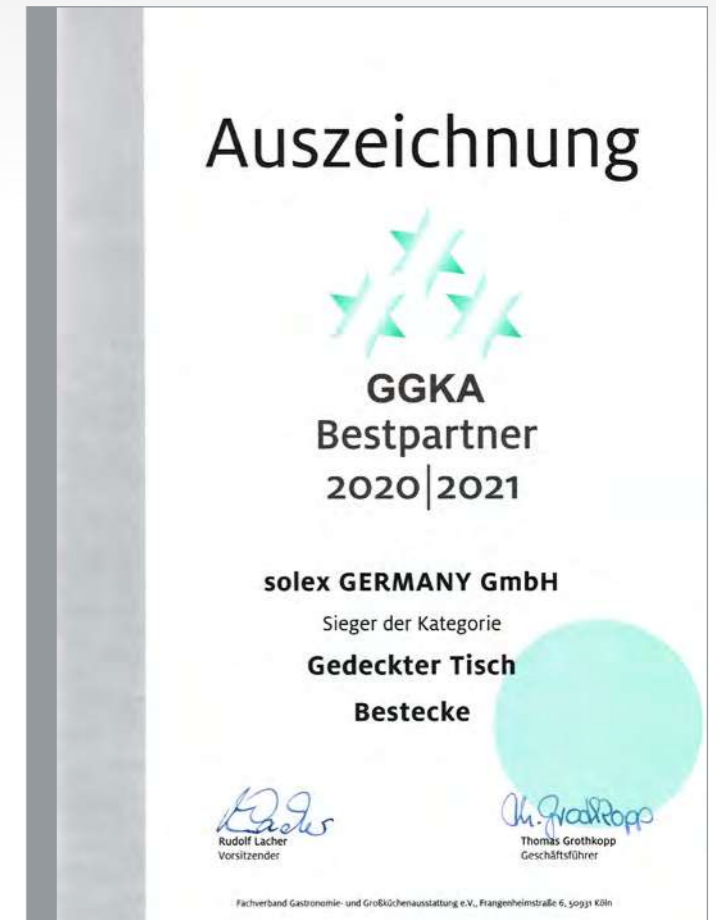 Auszeichnung
GGKA
Bestpartner
2020|2021
solex GERMANY GmbH
Sieger der Kategorie
Gedeckter Tisch
Bestecke
Rudolf Lacher
Vorsitzender
Thomas Grothkopp
Geschäftsführer
Fachverband Gastronomie- und Großküchenausstattung e.V., Frangenheimstraße 6, 50931 Köln